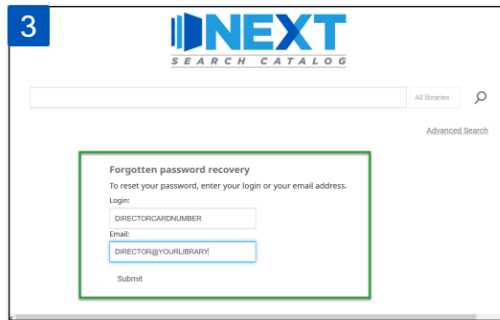 3
NEXT
SEARCH CATALOG
All libraries
Advanced Search
Forgotten password recovery
To reset your password, enter your login or your email address.
Login:
DIRECTORCARDNUMBER
Email:
DIRECTOR@YOURLIBRARY
Submit